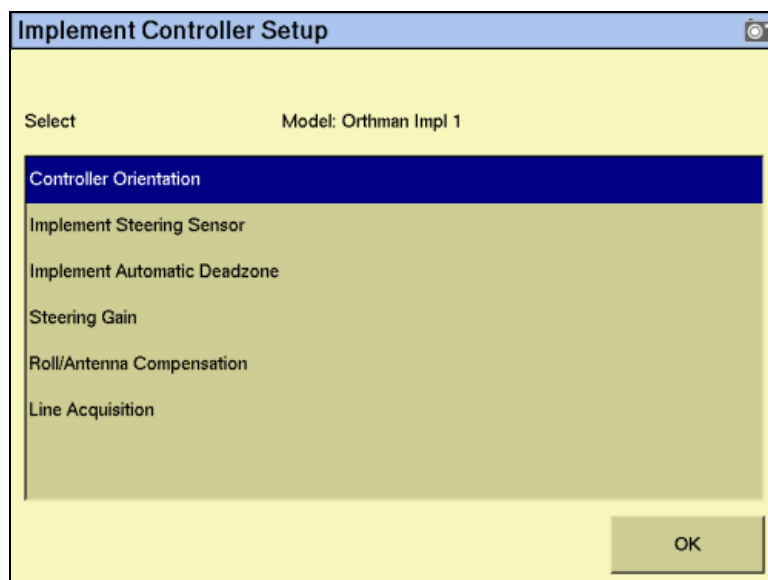 Implement Controller Setup
Select Model: Orthman Impl 1
Controller Orientation
Implement Steering Sensor
Implement Automatic Deadzone
Steering Gain
Roll/Antenna Compensation
Line Acquisition
OK